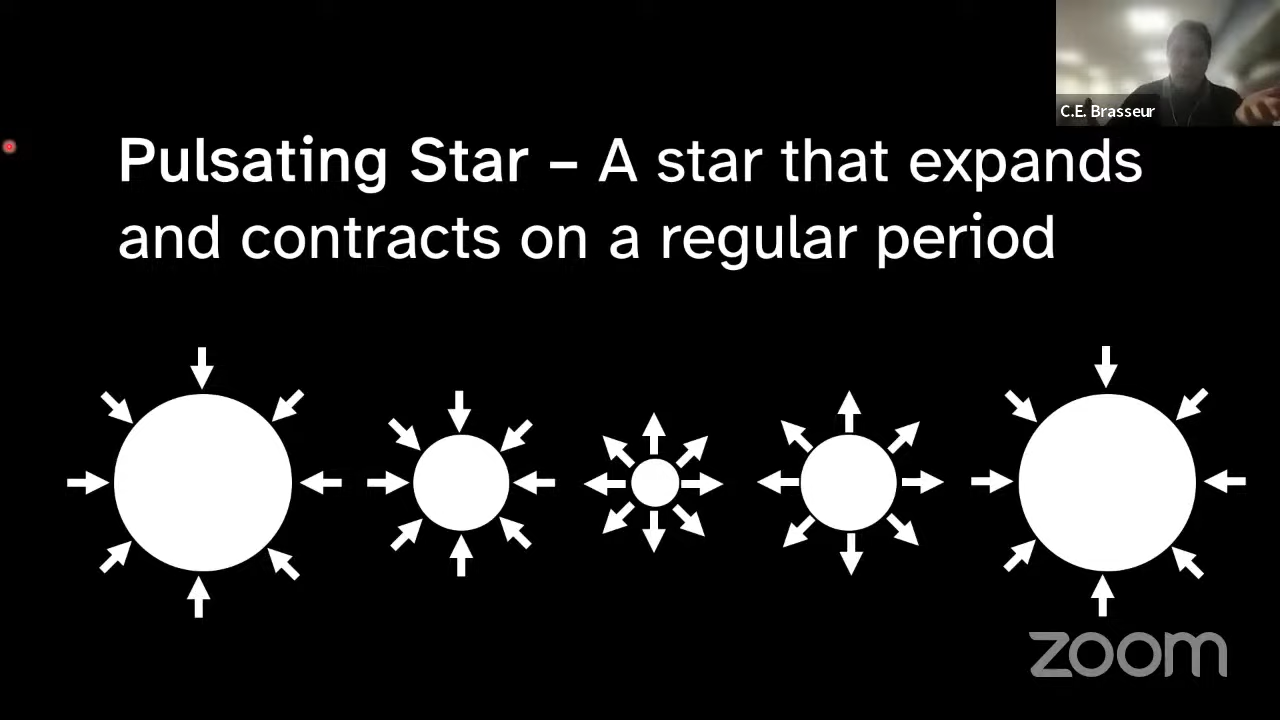 C.E. Brasseur
Pulsating Star – A star that expands
and contracts on a regular period
zoom